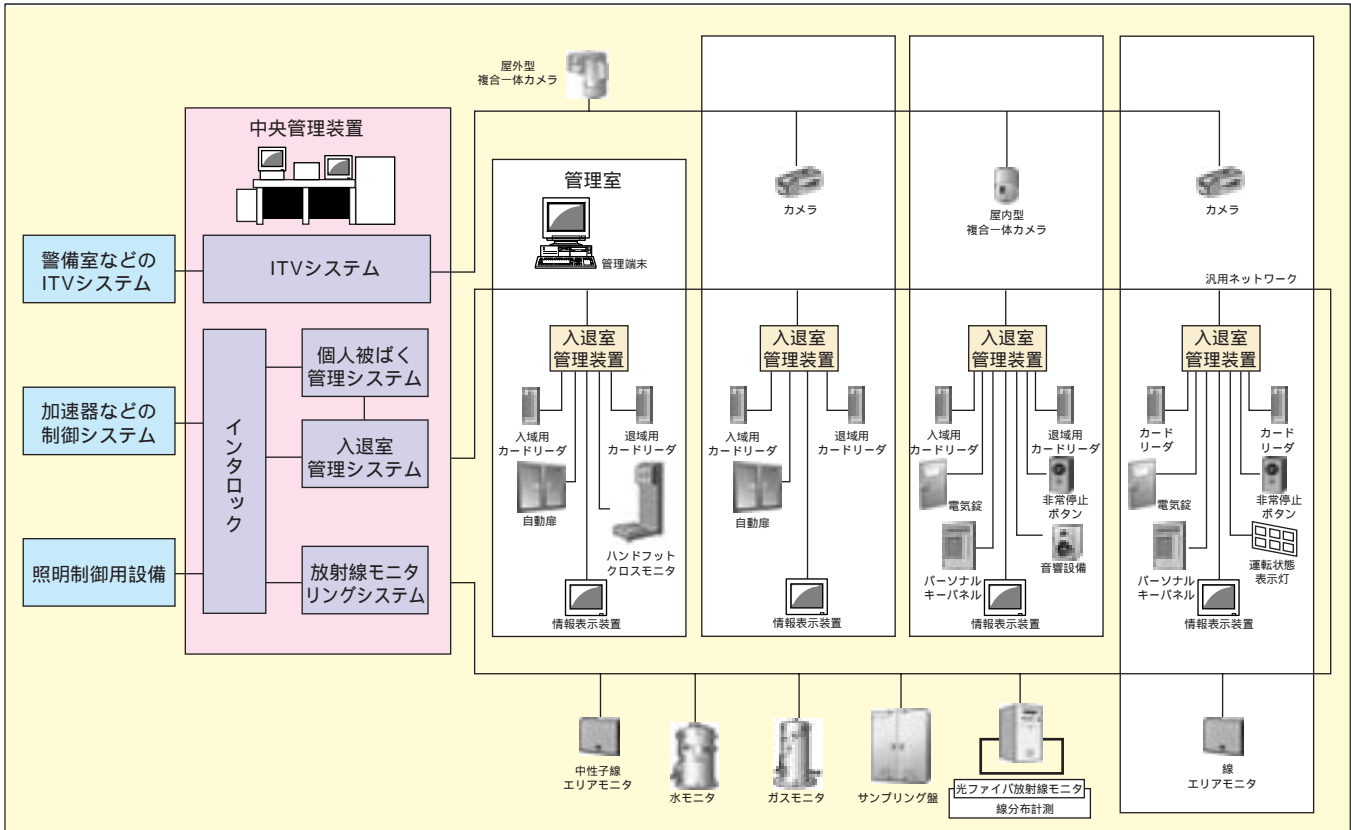 屋外型
複合一体カメラ
中央管理装置
管理室
管理端末
カメラ
屋内型
複合一体カメラ
カメラ
警備室などの
ITVシステム
ITVシステム
汎用ネットワーク
加速器などの
制御システム
照明制御用設備
インタロック
個人被ばく
管理システム
入退室
管理システム
放射線モニタ
リングシステム
入退室
管理装置
入域用
カードリーダ
退域用
カードリーダ
自動扉
ハンドフット
クロスモニタ
情報表示装置
入退室
管理装置
入域用
カードリーダ
退域用
カードリーダ
自動扉
情報表示装置
入退室
管理装置
入域用
カードリーダ
退域用
カードリーダ
電気錠
非常停止
ボタン
パーソナル
キーパネル
音響設備
情報表示装置
入退室
管理装置
カード
リーダ
カード
リーダ
電気錠
非常停止
ボタン
パーソナル
キーパネル
運転状態
表示灯
情報表示装置
中性子線
エリアモニタ
水モニタ
ガスモニタ
サンプリング盤
光ファイバ放射線モニタ
線分布計測
線
エリアモニタ